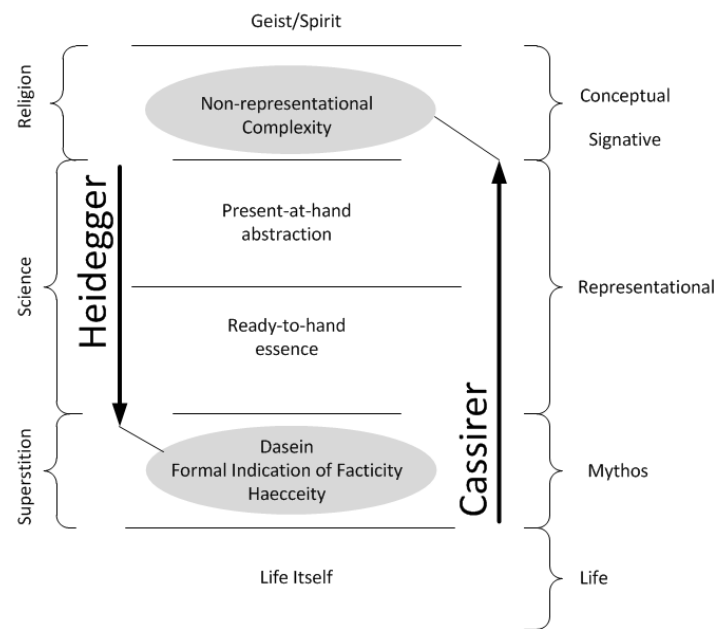 Geist/Spirit
Religion
Non-representational
Complexity
Conceptual
Signative
Heidegger
Science
Present-at-hand
abstraction
Ready-to-hand
essence
Representational
Cassirer
Superstition
Dasein
Formal Indication of Facticity
Haecceity
Mythos
Life Itself
Life